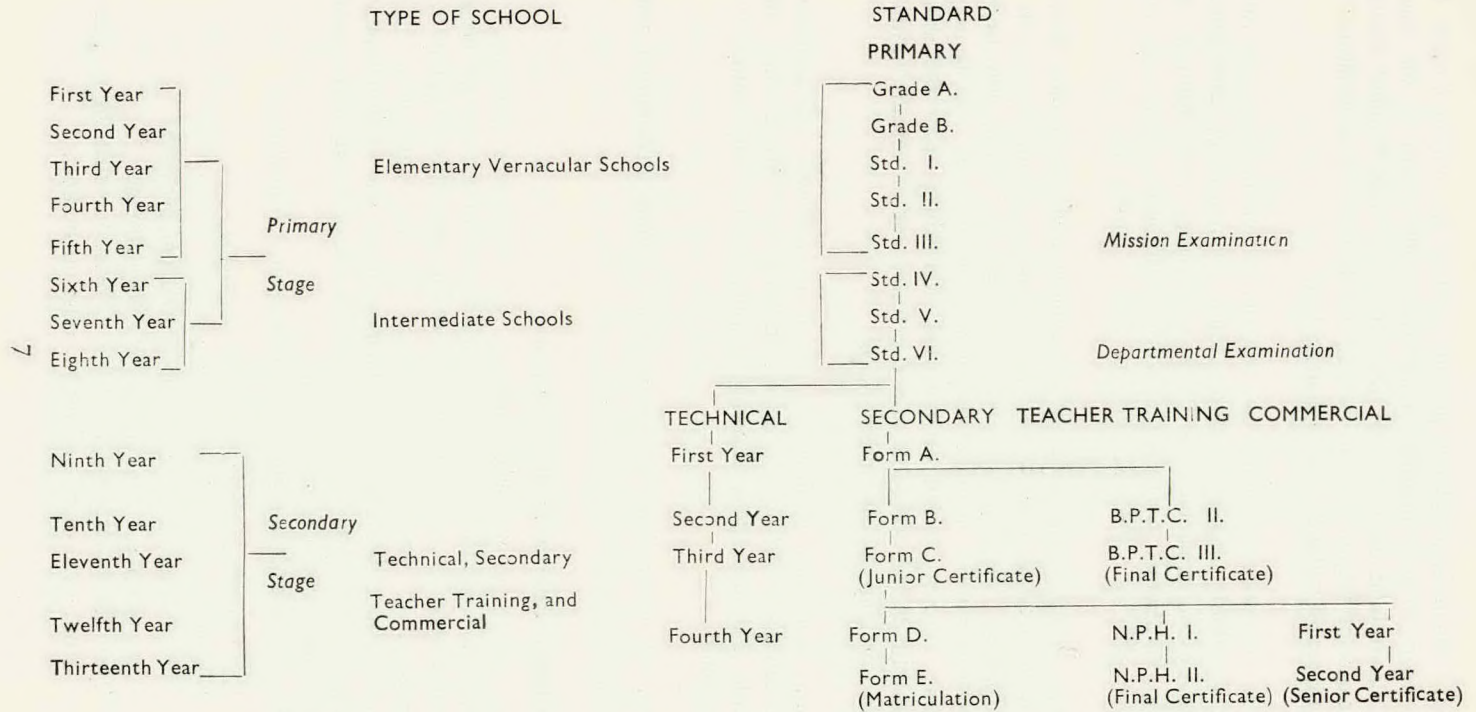 TYPE OF SCHOOL STANDARD
PRIMARY
First Year Grade A.
Second Year Grade B.
Third Year Elementary Vernacular Schools Std. I.
Fourth Year Std. II.
Primary
Fifth Year Std. III. Mission Examination
Sixth Year Stage Std. IV.
Seventh Year Intermediate Schools Std. V.
7
Eighth Year Std. VI. Departmental Examination
TECHNICAL SECONDARY TEACHER TRAINING COMMERCIAL
Ninth Year First Year Form A.
Tenth Year Secondary Second Year Form B. B.P.T.C. II.
Eleventh Year Technical, Secondary Third Year Form C. B.P.T.C. III.
Stage (Junior Certificate) (Final Certificate)
Teacher Training, and
Commercial
Twelfth Year Fourth Year Form D. N.P.H. I. First Year
Thirteenth Year Form E. N.P.H. II. Second Year
(Matriculation) (Final Certificate) (Senior Certificate)